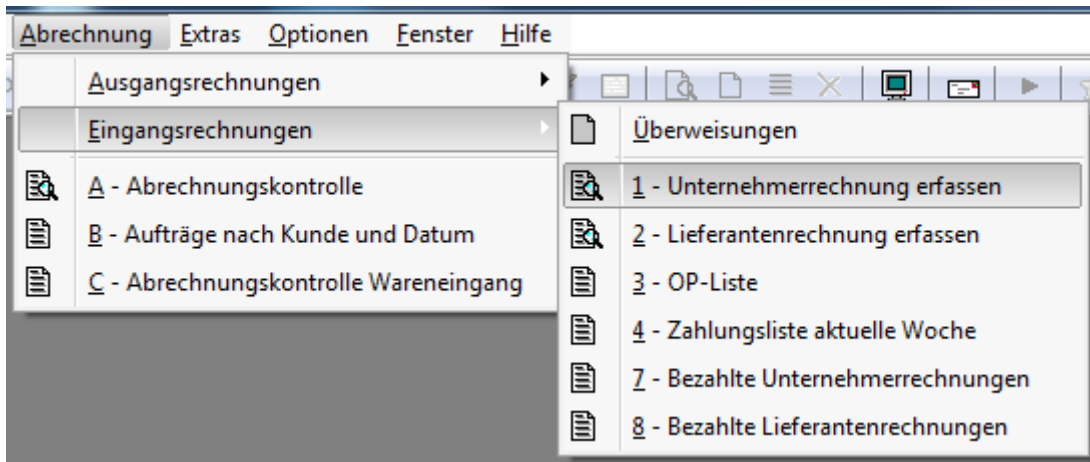 Abrechnung Extras Optionen Fenster Hilfe
Ausgangsrechnungen
Eingangsrechnungen
A - Abrechnungskontrolle
B - Aufträge nach Kunde und Datum
C - Abrechnungskontrolle Wareneingang
Überweisungen
1 - Unternehmerrechnung erfassen
2 - Lieferantenrechnung erfassen
3 - OP-Liste
4 - Zahlungsliste aktuelle Woche
7 - Bezahlte Unternehmerrechnungen
8 - Bezahlte Lieferantenrechnungen